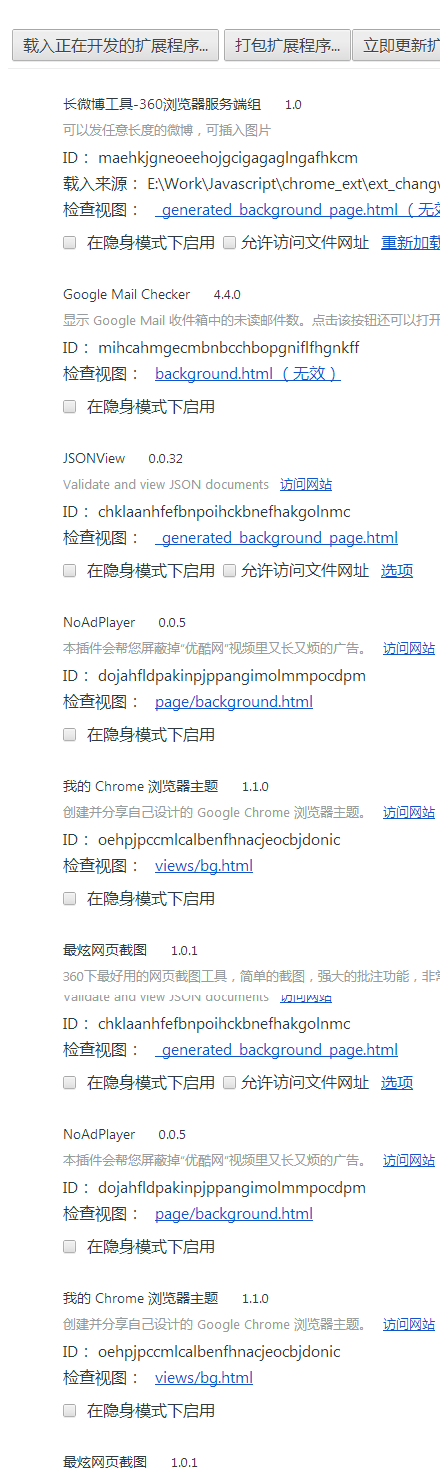 载入正在开发的扩展程序... 打包扩展程序... 立即更新扩
长微博工具-360浏览器服务端组 1.0
可以发任意长度的微博，可插入图片
ID： maehkjgneoeehojgcigagaglngafhkcm
载入来源： E:\Work\Javascript\chrome_ext\ext_changw
检查视图： _generated_background_page.html（无效
在隐身模式下启用 允许访问文件网址 重新加载
Google Mail Checker 4.4.0
显示 Google Mail 收件箱中的未读邮件数。点击该按钮还可以打开
ID： mihcahmgecmbnbcchbopgniflfhgnkff
检查视图： background.html（无效）
在隐身模式下启用
JSONView 0.0.32
Validate and view JSON documents 访问网站
ID： chklaanhfefbnpoihckbnefhakgolnmc
检查视图： _generated_background_page.html
在隐身模式下启用 允许访问文件网址 选项
NoAdPlayer 0.0.5
本插件会帮您屏蔽掉“优酷网”视频里又长又烦的广告。 访问网站
ID： dojahfldpakinpjppangimolmmpocdpm
检查视图： page/background.html
在隐身模式下启用
我的 Chrome 浏览器主题 1.1.0
创建并分享自己设计的 Google Chrome 浏览器主题。 访问网站
ID： oehpjpccmlcalbenfhnacjeocbjdonic
检查视图： views/bg.html
在隐身模式下启用
最炫网页截图 1.0.1
360下最好用的网页截图工具，简单的截图，强大的批注功能，非常
Validate and view JSON documents 访问网站
ID： chklaanhfefbnpoihckbnefhakgolnmc
检查视图： _generated_background_page.html
在隐身模式下启用 允许访问文件网址 选项
NoAdPlayer 0.0.5
本插件会帮您屏蔽掉“优酷网”视频里又长又烦的广告。 访问网站
ID： dojahfldpakinpjppangimolmmpocdpm
检查视图： page/background.html
在隐身模式下启用
我的 Chrome 浏览器主题 1.1.0
创建并分享自己设计的 Google Chrome 浏览器主题。 访问网站
ID： oehpjpccmlcalbenfhnacjeocbjdonic
检查视图： views/bg.html
在隐身模式下启用
最炫网页截图 1.0.1